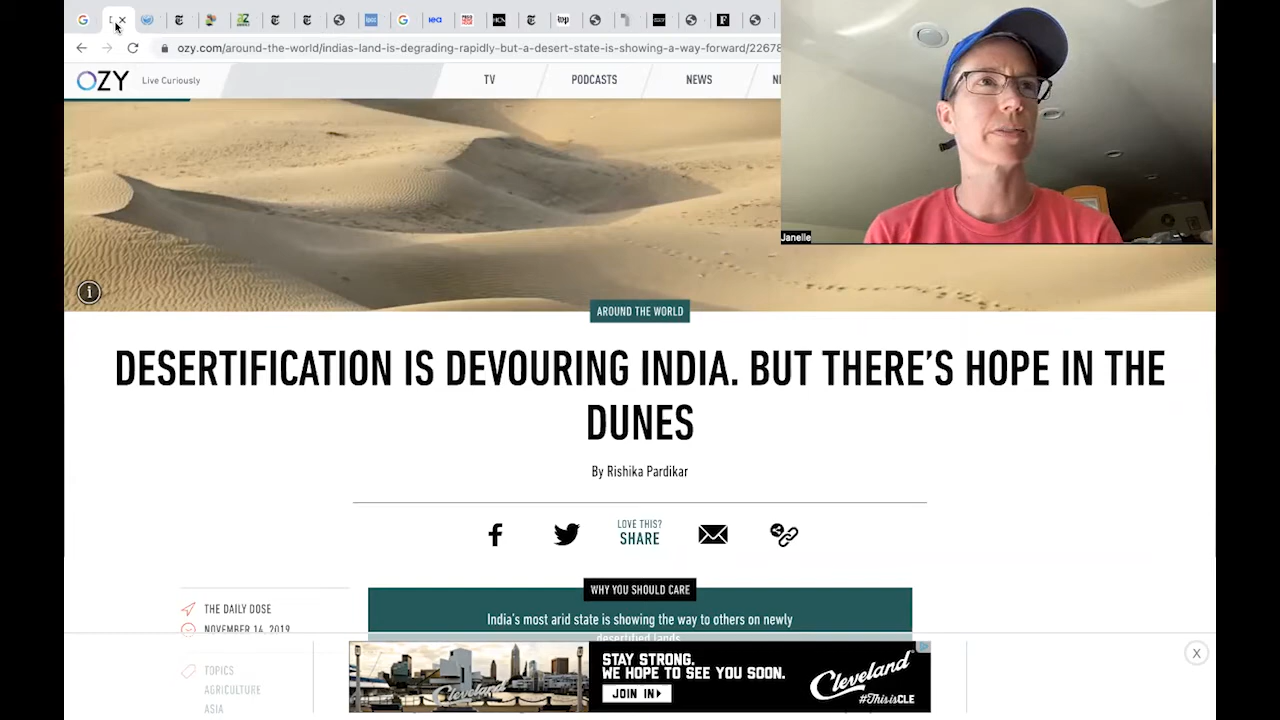 ozy.com/around-the-world/indias-land-is-degrading-rapidly-but-a-desert-state-is-showing-a-way-forward/22678
OZY Live Curiously TV PODCASTS NEWS
Janelle
AROUND THE WORLD
DESERTIFICATION IS DEVOURING INDIA. BUT THERE'S HOPE IN THE
DUNES
By Rishika Pardikar
LOVE THIS?
SHARE
WHY YOU SHOULD CARE
THE DAILY DOSE
NOVEMBER 14, 2019
India's most arid state is showing the way to others on newly
desertified lands.
TOPICS
AGRICULTURE
ASIA
STAY STRONG.
WE HOPE TO SEE YOU SOON.
JOIN IN
Cleveland
Cleveland
#ThisisCLE
X